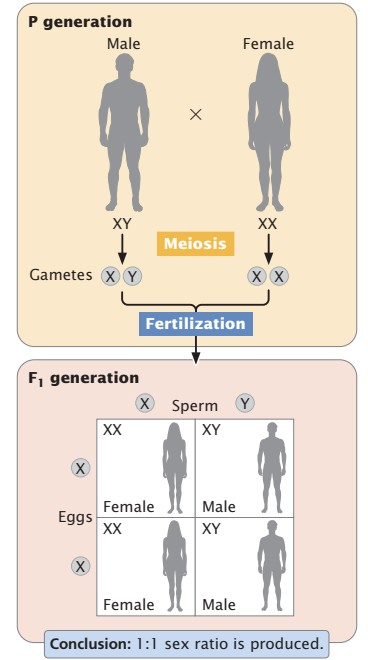 P generation
Male Female
×
XY XX
Meiosis
Gametes X Y X X
Fertilization
F₁ generation
X Sperm Y
XX XY
X
Female Male
Eggs
XX XY
X
Female Male
Conclusion: 1:1 sex ratio is produced.